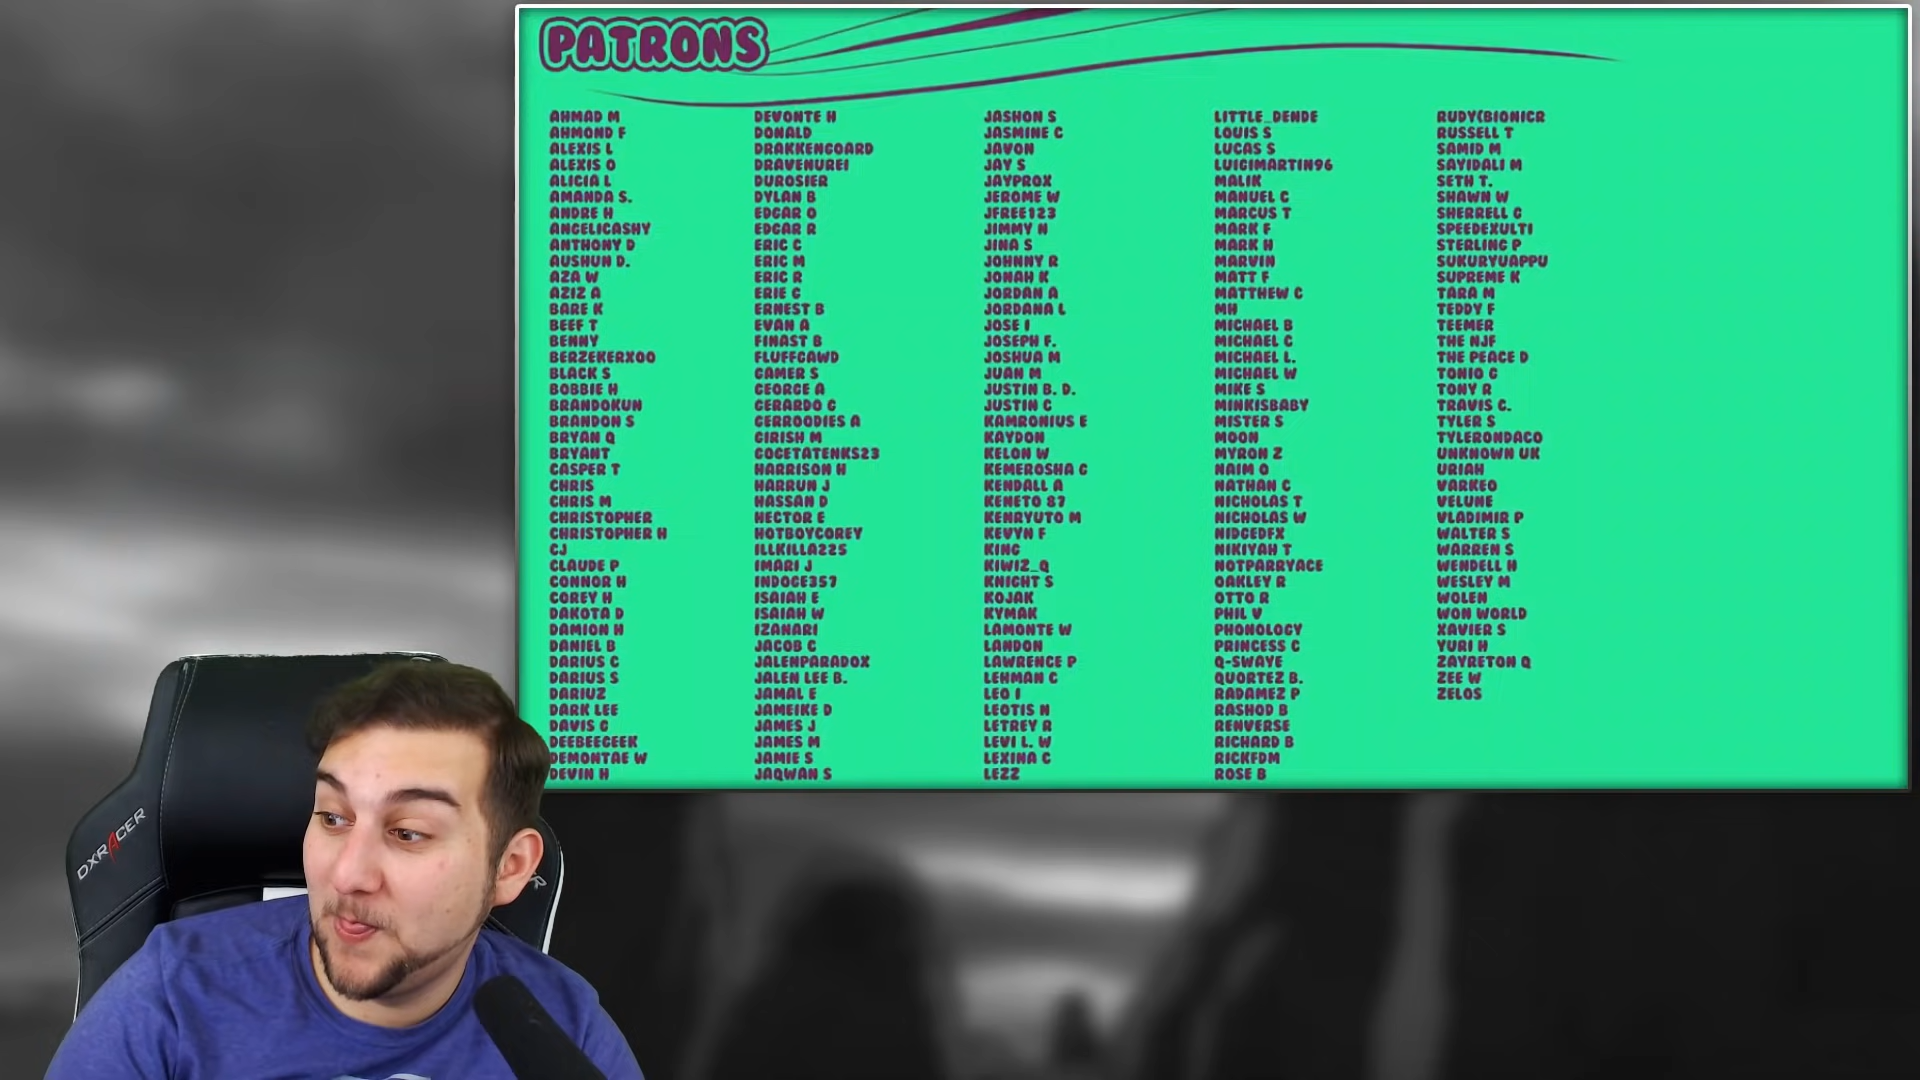 PATRONS
AHMAD M
AHMOND F
ALEXIS L
ALEXIS O
ALICIA L
AMANDA S.
ANDRE H
ANGELICASHY
ANTHONY D
AUSHUN D.
AZA W
AZIZ A
BARE K
BEEF T
BENNY
BERZEKERXOO
BLACK S
BOBBIE H
BRANDOKUN
BRANDON S
BRYAN Q
BRYANT
CASPER T
CHRIS
CHRIS M
CHRISTOPHER
CHRISTOPHER H
CJ
CLAUDE P
CONNOR H
COREY H
DAKOTA D
DAMION H
DANIEL B
DARIUS C
DARIUS S
DARIUZ
DARK LEE
DAVIS G
DEEBEEGEEK
DEMONTAE W
DEVIN H
DEVONTE H
DONALD
DRAKKENGOARD
DRAVENUREI
DUROSIER
DYLAN B
EDGAR O
EDGAR R
ERIC C
ERIC M
ERIC R
ERIE G
ERNEST B
EVAN A
FINAST B
FLUFFGAWD
GAMER S
GEORGE A
GERARDO G
GERROODIES A
GIRISH M
GOGETATENKS23
HARRISON H
HARRUN J
HASSAN D
HECTOR E
HOTBOYCOREY
ILLKILLA225
IMARI J
INDOGE357
ISAIAH E
ISAIAH W
IZANARI
JACOB C
JALENPARADOX
JALEN LEE B.
JAMAL E
JAMEIKE D
JAMES J
JAMES M
JAMIE S
JAQWAN S
JASHON S
JASMINE C
JAVON
JAY S
JAYPROX
JEROME W
JFREE123
JIMMY N
JINA S
JOHNNY R
JONAH K
JORDAN A
JORDANA L
JOSE I
JOSEPH F.
JOSHUA M
JUAN M
JUSTIN B. D.
JUSTIN C
KAMRONIUS E
KAYDON
KELON W
KEMEROSHA C
KENDALL A
KENETO 87
KENRYUTO M
KEVYN F
KING
KIWIZ_Q
KNIGHT S
KOJAK
KYMAK
LAMONTE W
LANDON
LAWRENCE P
LEHMAN C
LEO I
LEOTIS N
LETREY R
LEVI L. W
LEXINA C
LEZZ
LITTLE_DENDE
LOUIS S
LUCAS S
LUIGIMARTIN96
MALIK
MANUEL C
MARCUS T
MARK F
MARK H
MARVIN
MATT F
MATTHEW C
MH
MICHAEL B
MICHAEL C
MICHAEL L.
MICHAEL W
MIKE S
MINKISBABY
MISTER S
MOON
MYRON Z
NAIM O
NATHAN C
NICHOLAS T
NICHOLAS W
NIDGEDFX
NIKIYAH T
NOTPARRYACE
OAKLEY R
OTTO R
PHIL V
PHONOLOGY
PRINCESS C
Q-SWAYE
QUORTEZ B.
RADAMEZ P
RASHOD B
RENVERSE
RICHARD B
RICKFDM
ROSE B
RUDY(BIONICR
RUSSELL T
SAMID M
SAYIDALI M
SETH T.
SHAWN W
SHERRELL G
SPEEDEXULTI
STERLING P
SUKURYUAPPU
SUPREME K
TARA M
TEDDY F
TEEMER
THE NJF
THE PEACE D
TONIO G
TONY R
TRAVIS C.
TYLER S
TYLERONDACO
UNKNOWN UK
URIAH
VARKEO
VELUNE
VLADIMIR P
WALTER S
WARREN S
WENDELL H
WESLEY M
WOLEN
WON WORLD
XAVIER S
YURI H
ZAYRETON Q
ZEE W
ZELOS
DXRACER